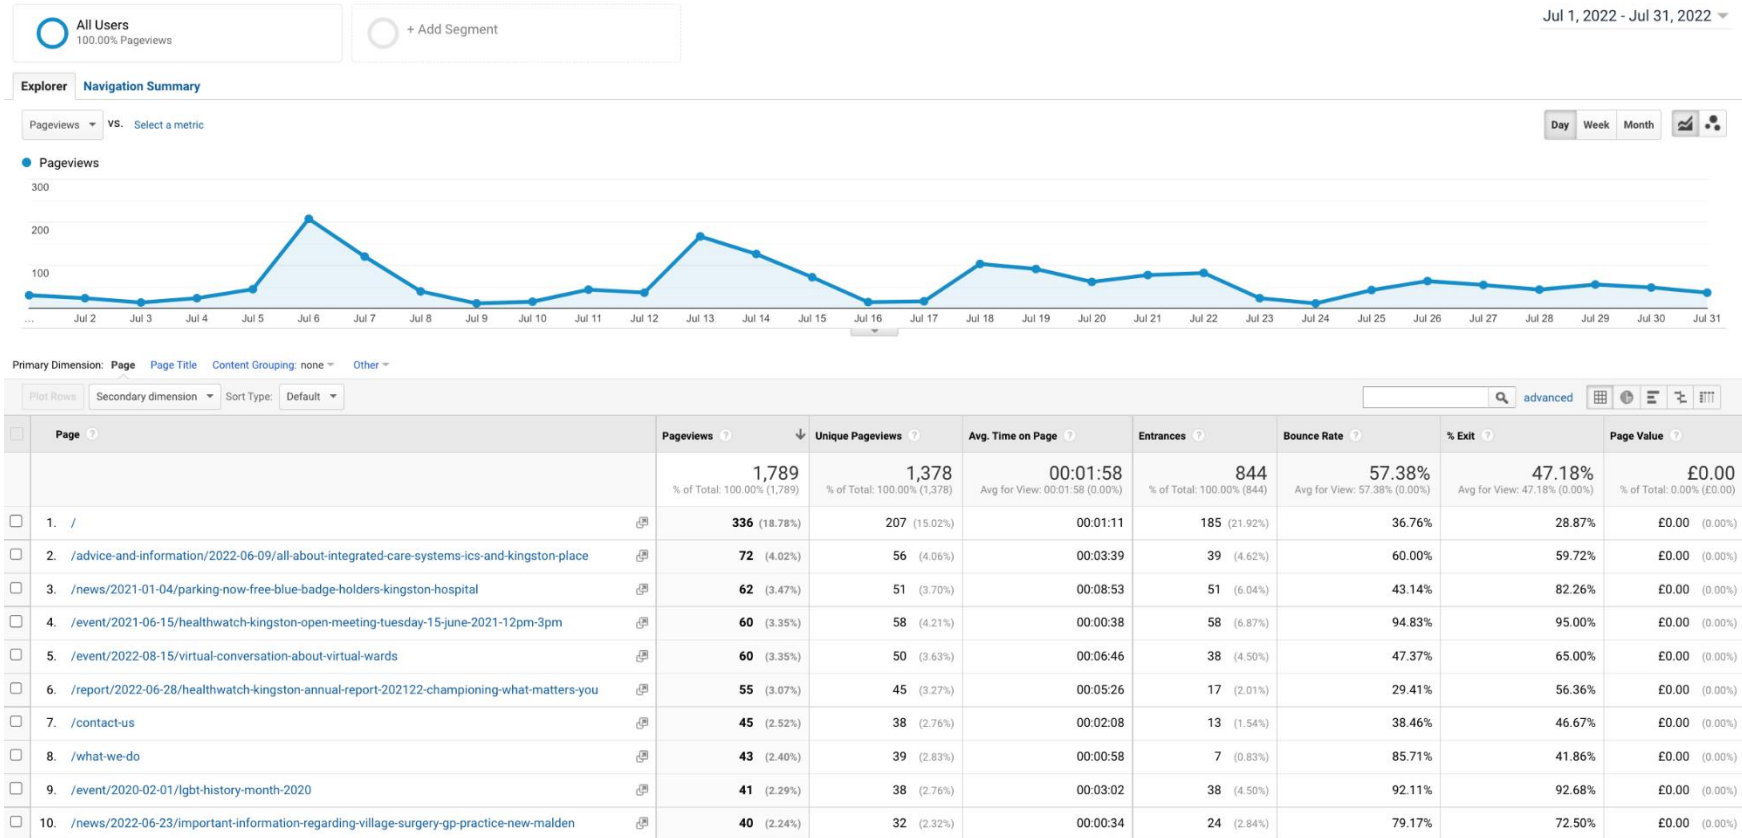 All Users
100.00% Pageviews
+ Add Segment
Jul 1, 2022 - Jul 31, 2022
Explorer Navigation Summary
Pageviews VS. Select a metric
Day Week Month
Pageviews
300
200
100
... Jul 2 Jul 3 Jul 4 Jul 5 Jul 6 Jul 7 Jul 8 Jul 9 Jul 10 Jul 11 Jul 12 Jul 13 Jul 14 Jul 15 Jul 16 Jul 17 Jul 18 Jul 19 Jul 20 Jul 21 Jul 22 Jul 23 Jul 24 Jul 25 Jul 26 Jul 27 Jul 28 Jul 29 Jul 30 Jul 31
Primary Dimension: Page Page Title Content Grouping: none Other
Plot Rows Secondary dimension Sort Type: Default advanced
Page ? Pageviews ? Unique Pageviews ? Avg. Time on Page ? Entrances ? Bounce Rate ? % Exit ? Page Value ?
1,789 1,378 00:01:58 844 57.38% 47.18% £0.00
% of Total: 100.00% (1,789) % of Total: 100.00% (1,378) Avg for View: 00:01:58 (0.00%) % of Total: 100.00% (844) Avg for View: 57.38% (0.00%) Avg for View: 47.18% (0.00%) % of Total: 0.00% (£0.00)
1. / 336 (18.78%) 207 (15.02%) 00:01:11 185 (21.92%) 36.76% 28.87% £0.00 (0.00%)
2. /advice-and-information/2022-06-09/all-about-integrated-care-systems-ics-and-kingston-place 72 (4.02%) 56 (4.06%) 00:03:39 39 (4.62%) 60.00% 59.72% £0.00 (0.00%)
3. /news/2021-01-04/parking-now-free-blue-badge-holders-kingston-hospital 62 (3.47%) 51 (3.70%) 00:08:53 51 (6.04%) 43.14% 82.26% £0.00 (0.00%)
4. /event/2021-06-15/healthwatch-kingston-open-meeting-tuesday-15-june-2021-12pm-3pm 60 (3.35%) 58 (4.21%) 00:00:38 58 (6.87%) 94.83% 95.00% £0.00 (0.00%)
5. /event/2022-08-15/virtual-conversation-about-virtual-wards 60 (3.35%) 50 (3.63%) 00:06:46 38 (4.50%) 47.37% 65.00% £0.00 (0.00%)
6. /report/2022-06-28/healthwatch-kingston-annual-report-202122-championing-what-matters-you 55 (3.07%) 45 (3.27%) 00:05:26 17 (2.01%) 29.41% 56.36% £0.00 (0.00%)
7. /contact-us 45 (2.52%) 38 (2.76%) 00:02:08 13 (1.54%) 38.46% 46.67% £0.00 (0.00%)
8. /what-we-do 43 (2.40%) 39 (2.83%) 00:00:58 7 (0.83%) 85.71% 41.86% £0.00 (0.00%)
9. /event/2020-02-01/lgbt-history-month-2020 41 (2.29%) 38 (2.76%) 00:03:02 38 (4.50%) 92.11% 92.68% £0.00 (0.00%)
10. /news/2022-06-23/important-information-regarding-village-surgery-gp-practice-new-malden 40 (2.24%) 32 (2.32%) 00:00:34 24 (2.84%) 79.17% 72.50% £0.00 (0.00%)